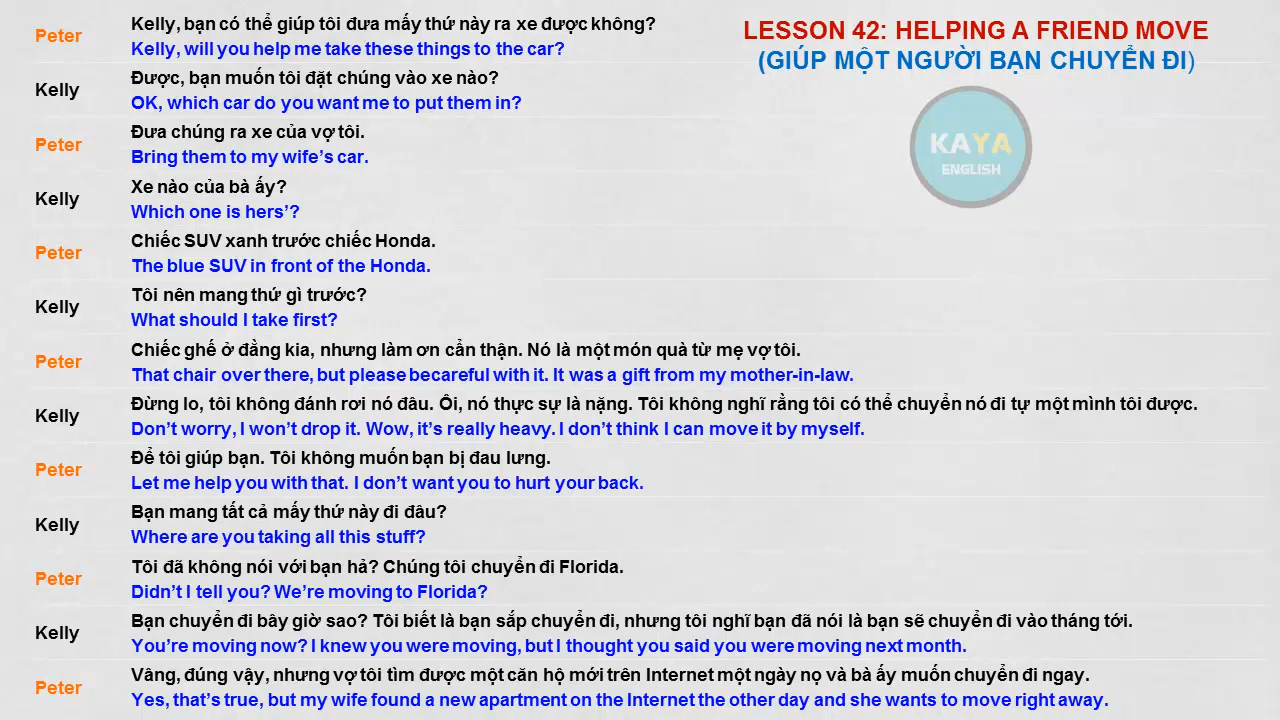 LESSON 42: HELPING A FRIEND MOVE
(GIÚP MỘT NGƯỜI BẠN CHUYỂN ĐI)
KAYA
ENGLISH
Peter
Kelly, bạn có thể giúp tôi đưa mấy thứ này ra xe được không?
Kelly, will you help me take these things to the car?
Kelly
Được, bạn muốn tôi đặt chúng vào xe nào?
OK, which car do you want me to put them in?
Peter
Đưa chúng ra xe của vợ tôi.
Bring them to my wife’s car.
Kelly
Xe nào của bà ấy?
Which one is hers’?
Peter
Chiếc SUV xanh trước chiếc Honda.
The blue SUV in front of the Honda.
Kelly
Tôi nên mang thứ gì trước?
What should I take first?
Peter
Chiếc ghế ở đằng kia, nhưng làm ơn cẩn thận. Nó là một món quà từ mẹ vợ tôi.
That chair over there, but please becareful with it. It was a gift from my mother-in-law.
Kelly
Đừng lo, tôi không đánh rơi nó đâu. Ôi, nó thực sự là nặng. Tôi không nghĩ rằng tôi có thể chuyển nó đi tự một mình tôi được.
Don’t worry, I won’t drop it. Wow, it’s really heavy. I don’t think I can move it by myself.
Peter
Để tôi giúp bạn. Tôi không muốn bạn bị đau lưng.
Let me help you with that. I don’t want you to hurt your back.
Kelly
Bạn mang tất cả mấy thứ này đi đâu?
Where are you taking all this stuff?
Peter
Tôi đã không nói với bạn hả? Chúng tôi chuyển đi Florida.
Didn’t I tell you? We’re moving to Florida?
Kelly
Bạn chuyển đi bây giờ sao? Tôi biết là bạn sắp chuyển đi, nhưng tôi nghĩ bạn đã nói là bạn sẽ chuyển đi vào tháng tới.
You’re moving now? I knew you were moving, but I thought you said you were moving next month.
Peter
Vâng, đúng vậy, nhưng vợ tôi tìm được một căn hộ mới trên Internet một ngày nọ và bà ấy muốn chuyển đi ngay.
Yes, that’s true, but my wife found a new apartment on the Internet the other day and she wants to move right away.